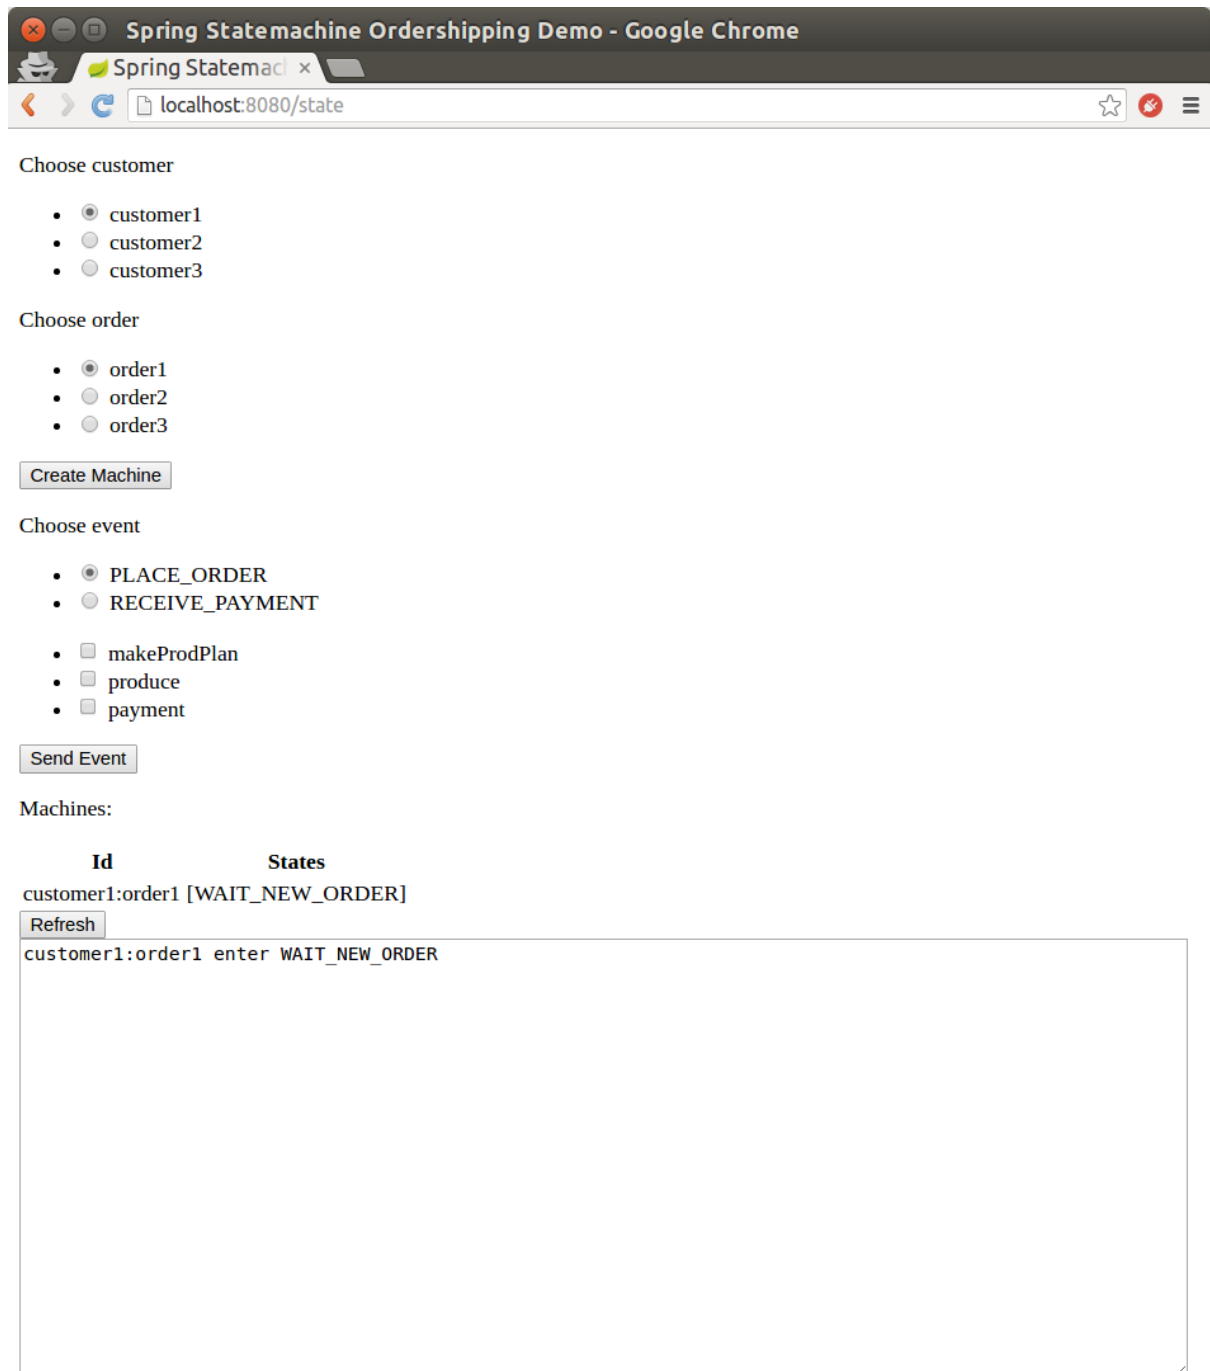 Spring Statemachine Ordershipping Demo - Google Chrome
Spring Statemac
localhost:8080/state
Choose customer
customer1
customer2
customer3
Choose order
order1
order2
order3
Create Machine
Choose event
PLACE_ORDER
RECEIVE_PAYMENT
makeProdPlan
produce
payment
Send Event
Machines:
Id States
customer1:order1 [WAIT_NEW_ORDER]
Refresh
customer1:order1 enter WAIT_NEW_ORDER